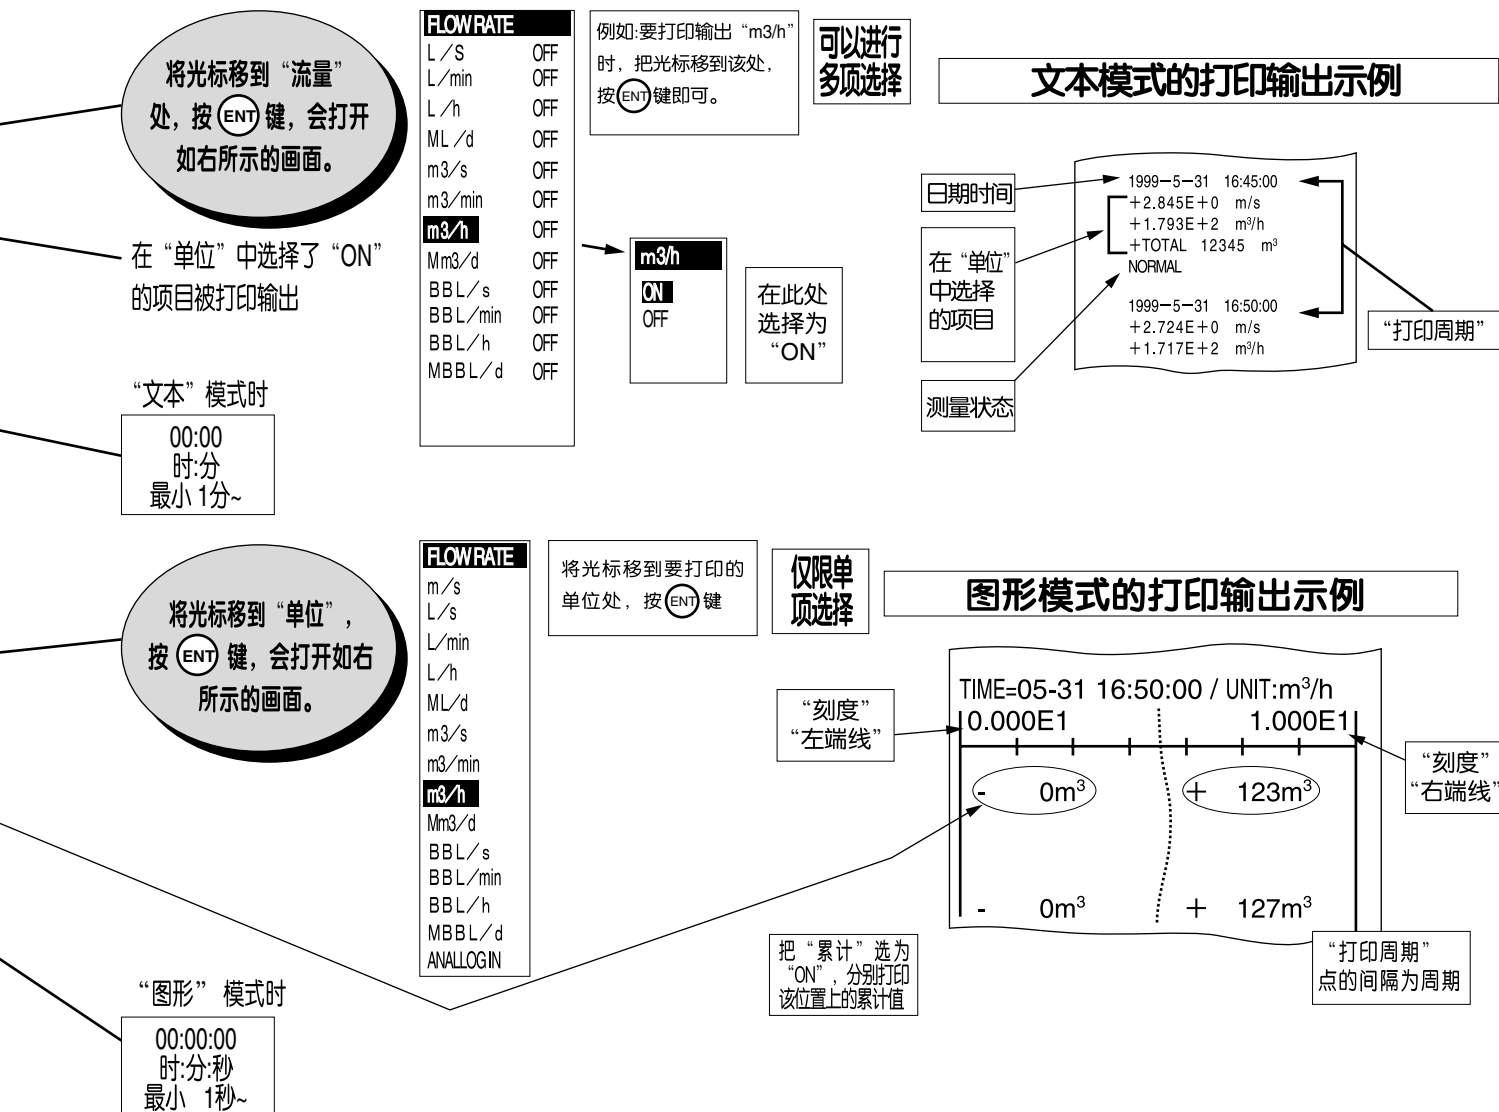 将光标移到“流量”
处，按 ENT 键，会打开
如右所示的画面。
FLOW RATE
L／S OFF
L／min OFF
L／h OFF
ML／d OFF
m3／s OFF
m3／min OFF
m3／h OFF
Mm3／d OFF
BBL／s OFF
BBL／min OFF
BBL／h OFF
MBBL／d OFF
例如:要打印输出“m3/h”
时，把光标移到该处，
按 ENT 键即可。
可以进行
多项选择
文本模式的打印输出示例
在“单位”中选择了“ON”
的项目被打印输出
m3/h
ON
OFF
在此处
选择为
“ON”
日期时间
在“单位”
中选择
的项目
测量状态
1999－5－31 16:45:00
＋2.845E＋0 m/s
＋1.793E＋2 m³/h
＋TOTAL 12345 m³
NORMAL
1999－5－31 16:50:00
＋2.724E＋0 m/s
＋1.717E＋2 m³/h
“打印周期”
“文本”模式时
00:00
时:分
最小 1分~
将光标移到“单位”，
按 ENT 键，会打开如右
所示的画面。
FLOW RATE
m／s
L／s
L／min
L／h
ML／d
m3／s
m3／min
m3／h
Mm3／d
BBL／s
BBL／min
BBL／h
MBBL／d
ANALLOGIN
将光标移到要打印的
单位处，按 ENT 键
仅限单
项选择
图形模式的打印输出示例
“刻度”
“左端线”
TIME=05-31 16:50:00 / UNIT:m³/h
0.000E1 1.000E1
- 0m³ ＋ 123m³
- 0m³ ＋ 127m³
“刻度”
“右端线”
把“累计”选为
“ON”，分别打印
该位置上的累计值
“打印周期”
点的间隔为周期
“图形”模式时
00:00:00
时:分:秒
最小 1秒~